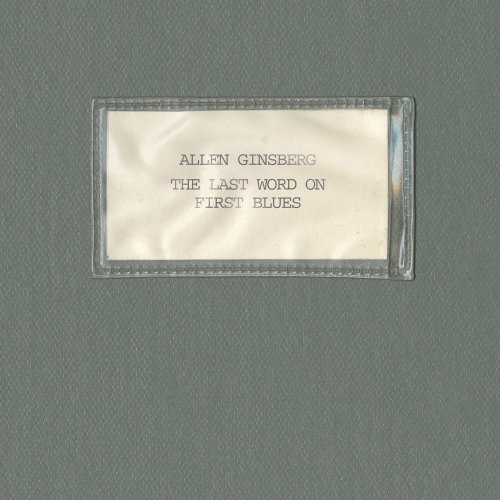 ALLEN GINSBERG
THE LAST WORD ON
FIRST BLUES